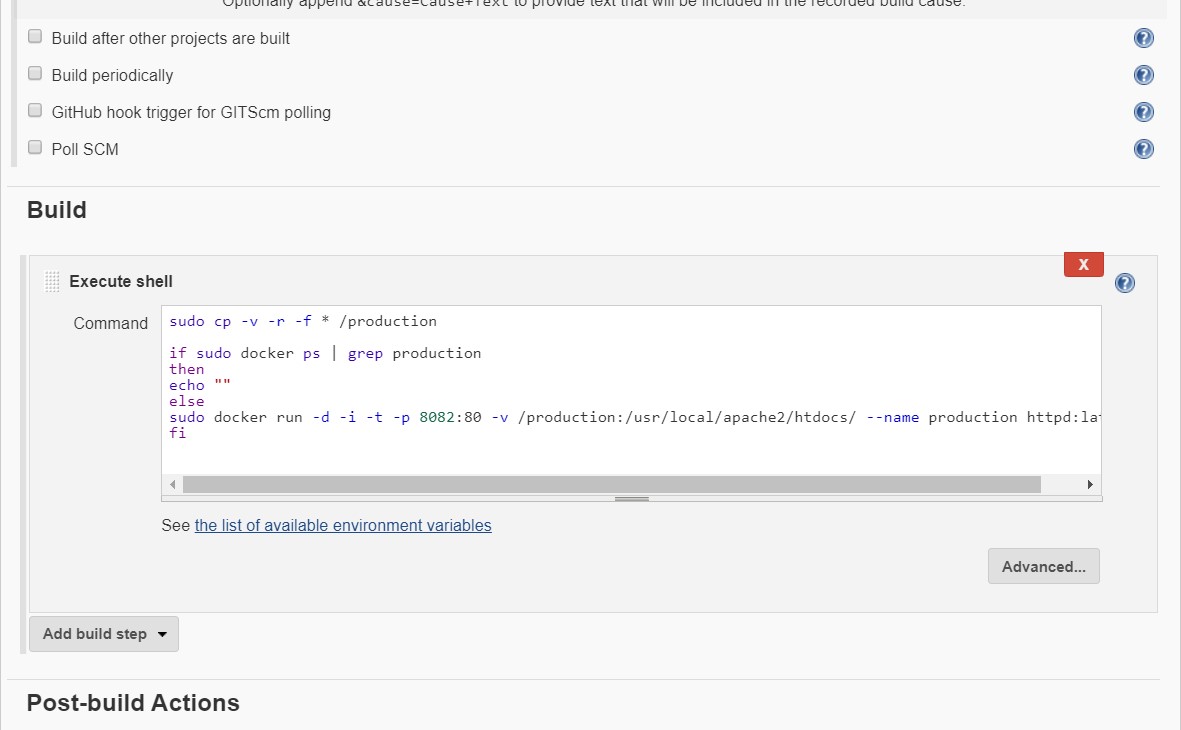 Optionally append &cause=Cause+Text to provide text that will be included in the recorded build cause.
Build after other projects are built
Build periodically
GitHub hook trigger for GITScm polling
Poll SCM
Build
X
Execute shell
Command
sudo cp -v -r -f * /production
if sudo docker ps | grep production
then
echo ""
else
sudo docker run -d -i -t -p 8082:80 -v /production:/usr/local/apache2/htdocs/ --name production httpd:lat
fi
See the list of available environment variables
Advanced...
Add build step
Post-build Actions